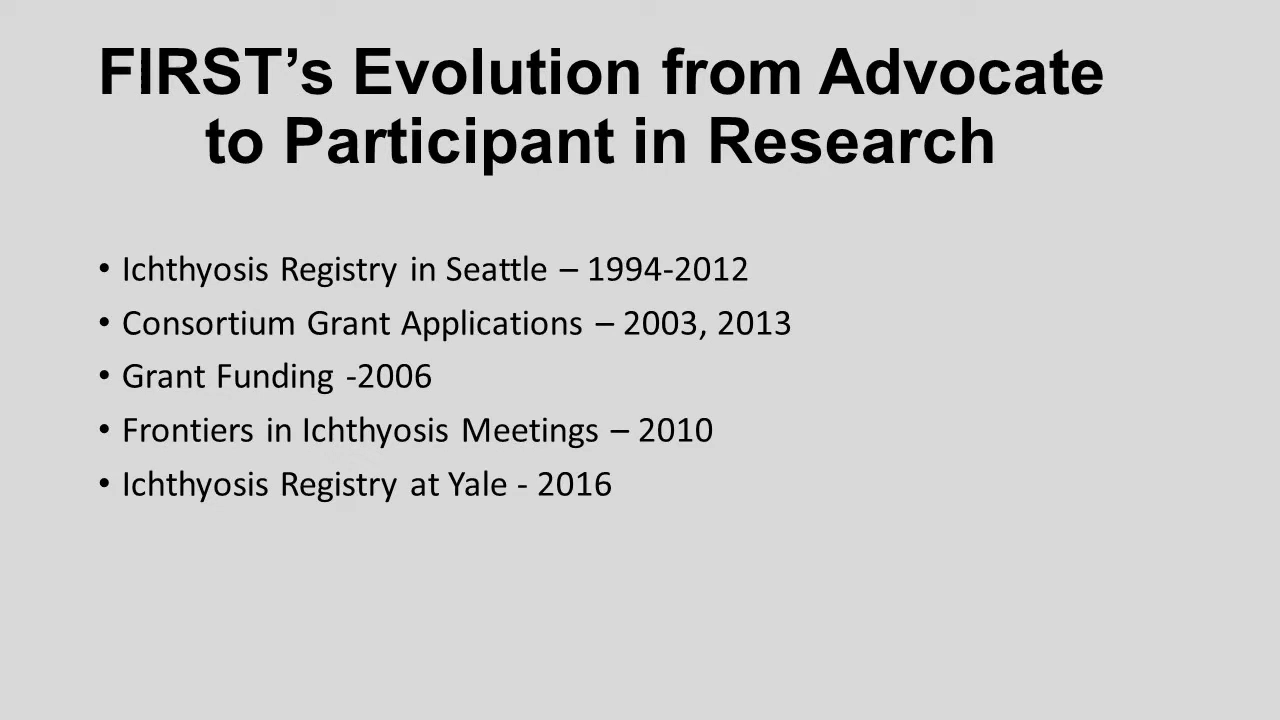 FIRST’s Evolution from Advocate
to Participant in Research
• Ichthyosis Registry in Seattle – 1994-2012
• Consortium Grant Applications – 2003, 2013
• Grant Funding -2006
• Frontiers in Ichthyosis Meetings – 2010
• Ichthyosis Registry at Yale - 2016